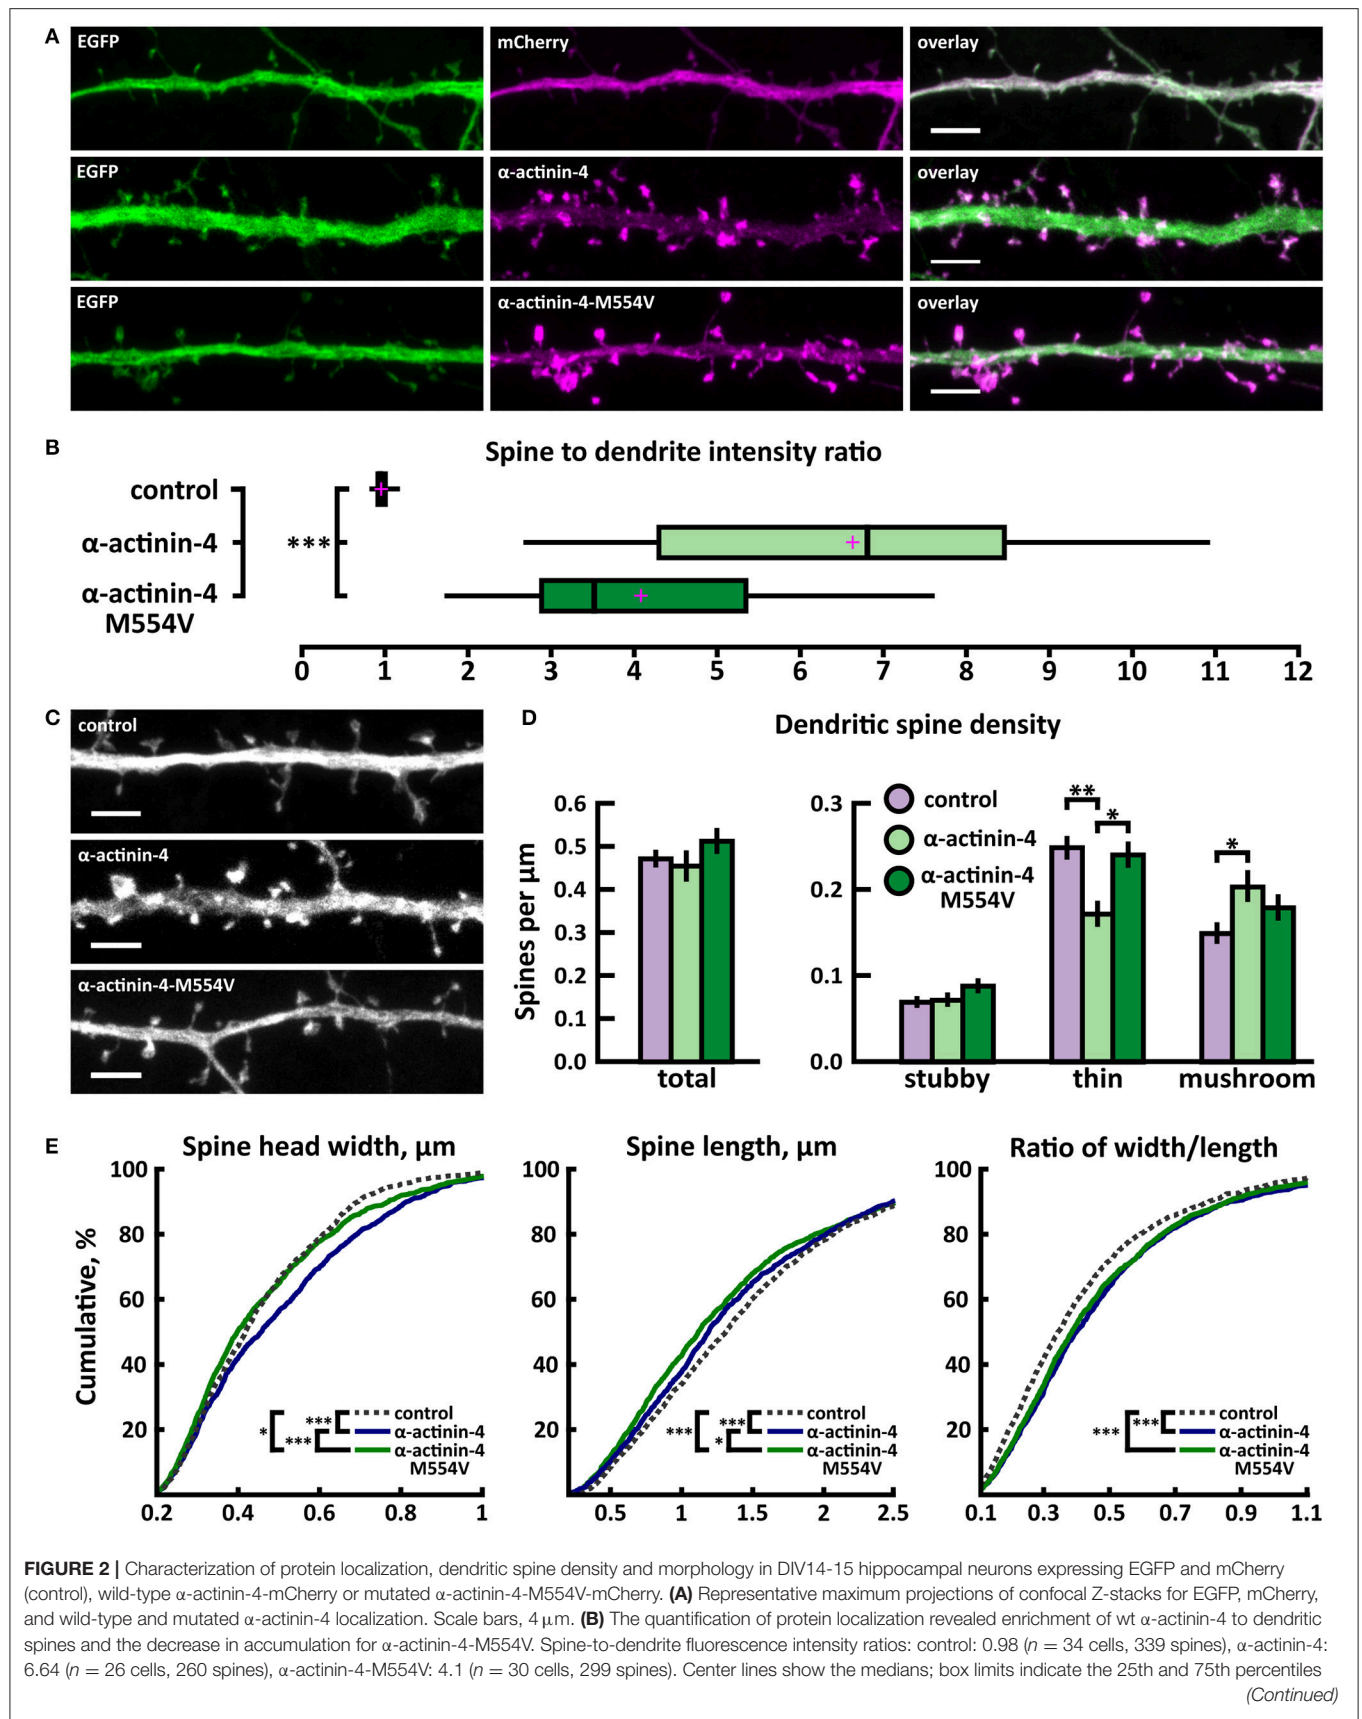 A
EGFP
mCherry
overlay
EGFP
α-actinin-4
overlay
EGFP
α-actinin-4-M554V
overlay
B
Spine to dendrite intensity ratio
control
α-actinin-4
α-actinin-4
M554V
***
0 1 2 3 4 5 6 7 8 9 10 11 12
C
control
α-actinin-4
α-actinin-4-M554V
D
Dendritic spine density
Spines per µm
0.6
0.5
0.4
0.3
0.2
0.1
0.0
total
0.3
0.2
0.1
0.0
control
α-actinin-4
α-actinin-4
M554V
**
*
*
stubby thin mushroom
E
Spine head width, µm
Cumulative, %
100
80
60
40
20
0.2 0.4 0.6 0.8 1
* *** ***
control
α-actinin-4
α-actinin-4
M554V
Spine length, µm
100
80
60
40
20
0.5 1 1.5 2 2.5
*** *** *
control
α-actinin-4
α-actinin-4
M554V
Ratio of width/length
100
80
60
40
20
0.1 0.3 0.5 0.7 0.9 1.1
*** ***
control
α-actinin-4
α-actinin-4
M554V
FIGURE 2 | Characterization of protein localization, dendritic spine density and morphology in DIV14-15 hippocampal neurons expressing EGFP and mCherry
(control), wild-type α-actinin-4-mCherry or mutated α-actinin-4-M554V-mCherry. (A) Representative maximum projections of confocal Z-stacks for EGFP, mCherry,
and wild-type and mutated α-actinin-4 localization. Scale bars, 4 µm. (B) The quantification of protein localization revealed enrichment of wt α-actinin-4 to dendritic
spines and the decrease in accumulation for α-actinin-4-M554V. Spine-to-dendrite fluorescence intensity ratios: control: 0.98 (n = 34 cells, 339 spines), α-actinin-4:
6.64 (n = 26 cells, 260 spines), α-actinin-4-M554V: 4.1 (n = 30 cells, 299 spines). Center lines show the medians; box limits indicate the 25th and 75th percentiles
(Continued)